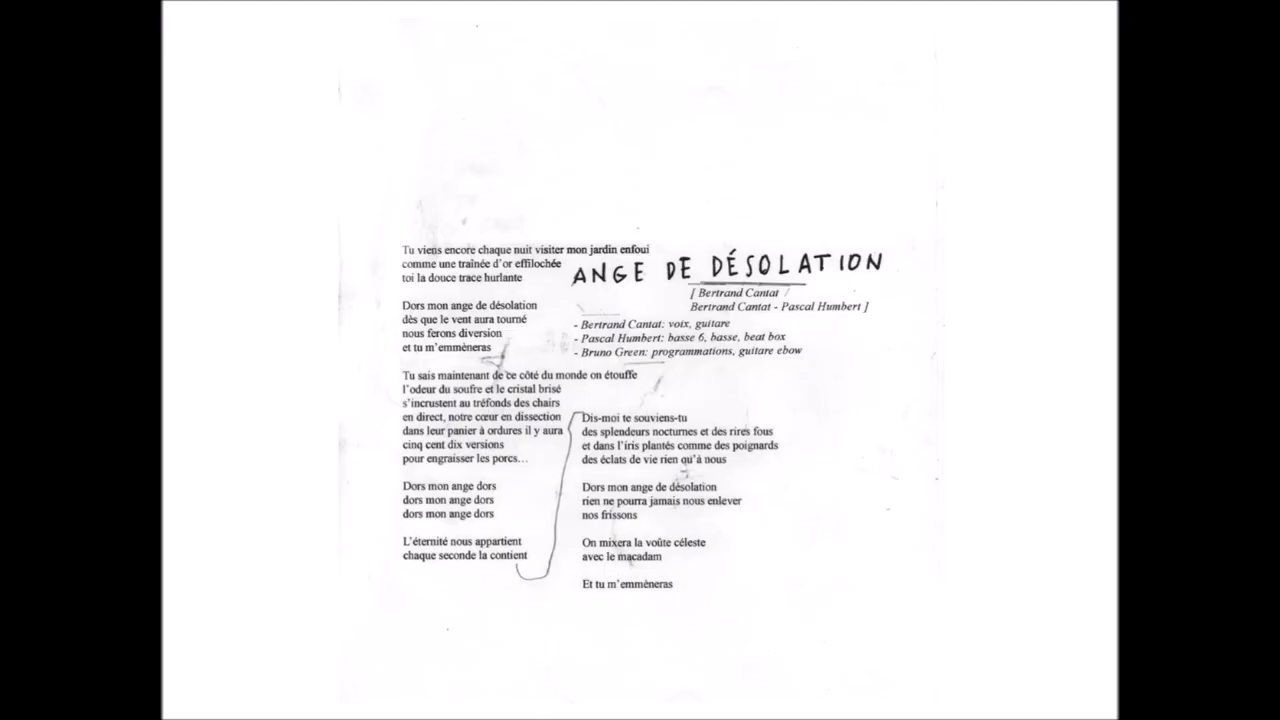 Tu viens encore chaque nuit visiter mon jardin enfoui
comme une traînée d'or effilochée
toi la douce trace hurlante
Dors mon ange de désolation
dès que le vent aura tourné
nous ferons diversion
et tu m'emmèneras
Tu sais maintenant de ce côté du monde on étouffe
l'odeur du soufre et le cristal brisé
s'incrustent au tréfonds des chairs
en direct, notre cœur en dissection
dans leur panier à ordures il y aura
cinq cent dix versions
pour engraisser les porcs...
Dors mon ange dors
dors mon ange dors
dors mon ange dors
L'éternité nous appartient
chaque seconde la contient
ANGE DE DÉSOLATION
[ Bertrand Cantat /
Bertrand Cantat - Pascal Humbert ]
- Bertrand Cantat: voix, guitare
- Pascal Humbert: basse 6, basse, beat box
- Bruno Green: programmations, guitare ebow
Dis-moi te souviens-tu
des splendeurs nocturnes et des rires fous
et dans l'iris plantés comme des poignards
des éclats de vie rien qu'à nous
Dors mon ange de désolation
rien ne pourra jamais nous enlever
nos frissons
On mixera la voûte céleste
avec le macadam
Et tu m'emmèneras